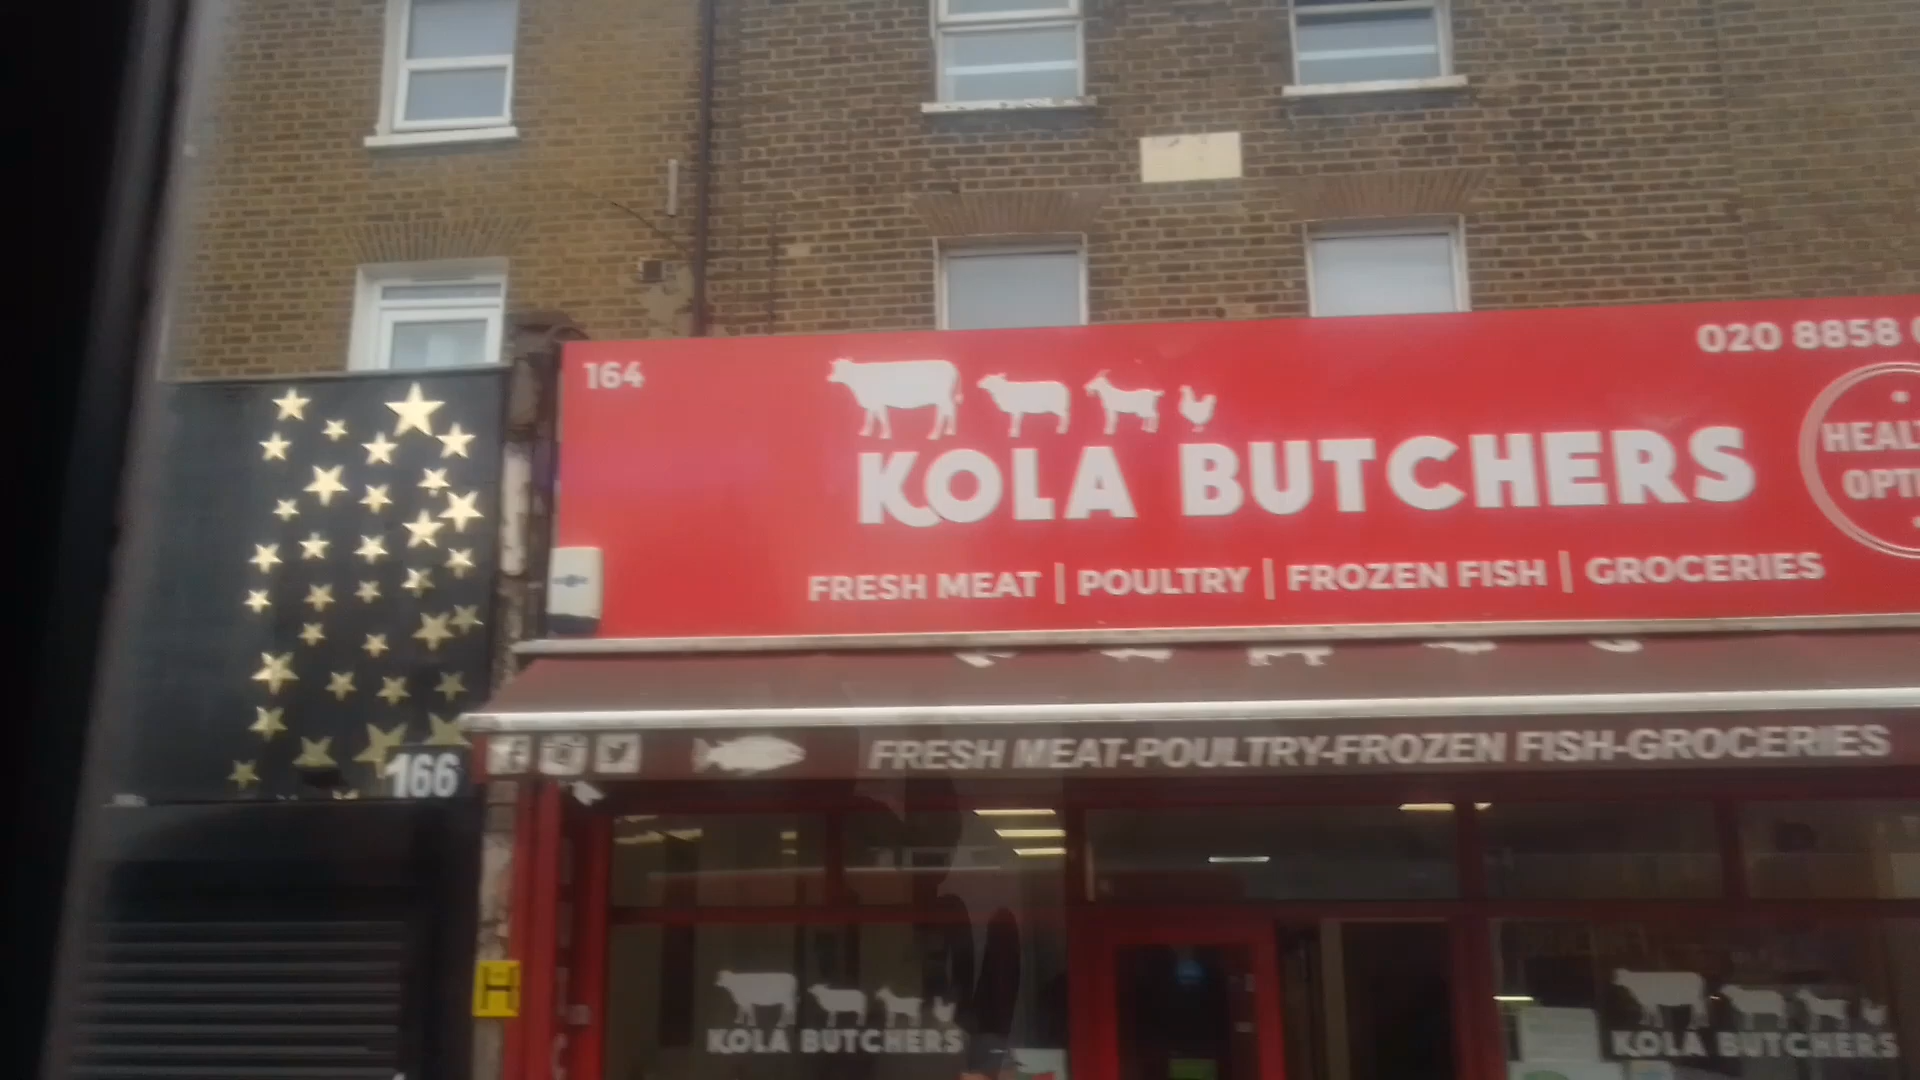 164
020 8858
KOLA BUTCHERS
FRESH MEAT | POULTRY | FROZEN FISH | GROCERIES
166
FRESH MEAT-POULTRY-FROZEN FISH-GROCERIES
H
KOLA BUTCHERS
KOLA BUTCHERS